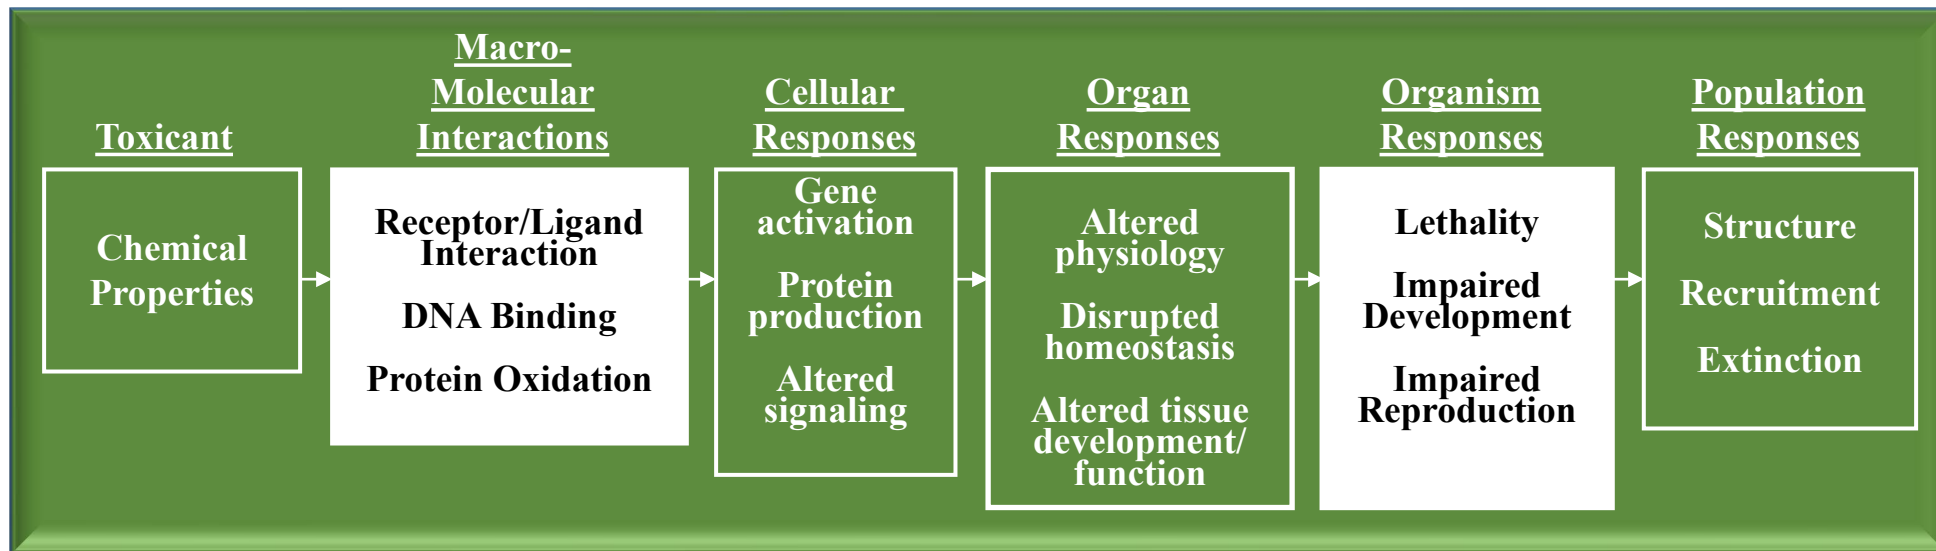 Toxicant
Chemical
Properties
Macro-
Molecular
Interactions
Receptor/Ligand
Interaction
DNA Binding
Protein Oxidation
Cellular
Responses
Gene
activation
Protein
production
Altered
signaling
Organ
Responses
Altered
physiology
Disrupted
homeostasis
Altered tissue
development/
function
Organism
Responses
Lethality
Impaired
Development
Impaired
Reproduction
Population
Responses
Structure
Recruitment
Extinction